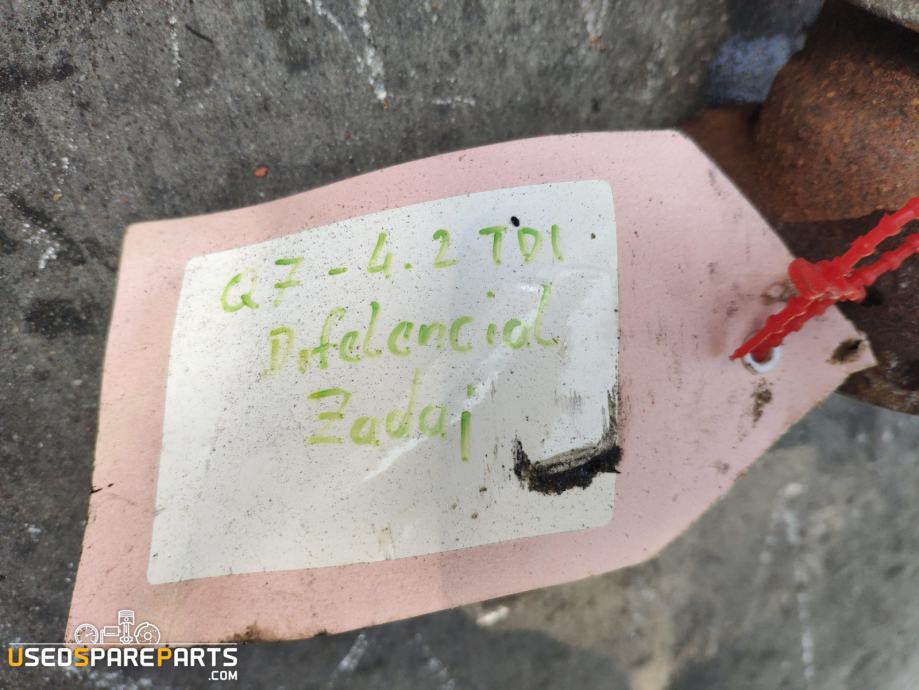 Q7 - 4.2 TDI
Difelencial
Zadaj
USEDSPAREPARTS
.COM